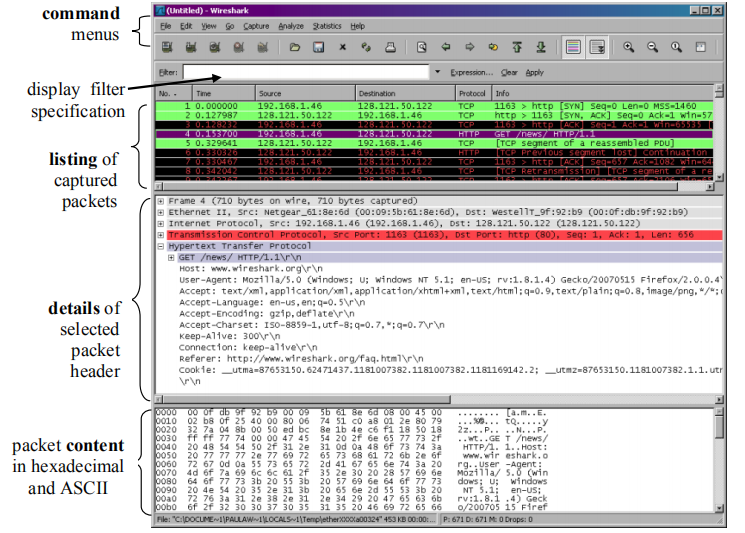 command
menus
display filter
specification
listing of
captured
packets
details of
selected
packet
header
packet content
in hexadecimal
and ASCII
(Untitled) - Wireshark
File Edit View Go Capture Analyze Statistics Help
Filter: Expression... Clear Apply
No. . Time Source Destination Protocol Info
1 0.000000 192.168.1.46 128.121.50.122 TCP 1163 > http [SYN] Seq=0 Len=0 MSS=1460
2 0.127987 192.168.1.46 128.121.50.122 TCP http > 1163 [SYN, ACK] Seq=0 Ack=1 Win=57
3 0.128232 192.168.1.46 128.121.50.122 TCP 1163 > http [ACK] Seq=1 Ack=1 Win=65535
4 0.153700 192.168.1.46 128.121.50.122 HTTP GET /news/ HTTP/1.1
5 0.329641 192.168.1.46 128.121.50.122 TCP [TCP segment of a reassembled PDU]
6 0.330326 192.168.1.46 128.121.50.122 HTTP [TCP Previous segment lost] Continuation
7 0.330467 192.168.1.46 128.121.50.122 TCP 1163 > http [ACK] Seq=657 Ack=1082 Win=64
8 0.342042 192.168.1.46 128.121.50.122 TCP [TCP Retransmission] [TCP segment of a re
Frame 4 (710 bytes on wire, 710 bytes captured)
Ethernet II, Src: Netgear_61:8e:6d (00:09:5b:61:8e:6d), Dst: WestellT_9f:92:b9 (00:0f:db:9f:92:b9)
Internet Protocol, Src: 192.168.1.46 (192.168.1.46), Dst: 128.121.50.122 (128.121.50.122)
Transmission Control Protocol, Src Port: 1163 (1163), Dst Port: http (80), Seq: 1, Ack: 1, Len: 656
Hypertext Transfer Protocol
GET /news/ HTTP/1.1\r\n
Host: www.wireshark.org\r\n
User-Agent: Mozilla/5.0 (Windows; U; Windows NT 5.1; en-US; rv:1.8.1.4) Gecko/20070515 Firefox/2.0.0.4\
Accept: text/xml,application/xml,application/xhtml+xml,text/html;q=0.9,text/plain;q=0.8,image/png,*/*;
Accept-Language: en-us,en;q=0.5\r\n
Accept-Encoding: gzip,deflate\r\n
Accept-Charset: ISO-8859-1,utf-8;q=0.7,*;q=0.7\r\n
Keep-Alive: 300\r\n
Connection: keep-alive\r\n
Referer: http://www.wireshark.org/faq.html\r\n
Cookie: __utma=87653150.62471437.1181007382.1181007382.1181169142.2; __utmz=87653150.1181007382.1.1.utm
\r\n
0000 00 0f db 9f 92 b9 00 09 5b 61 8e 6d 08 00 45 00 ........ [a.m..E.
0010 02 b8 0f 25 40 00 80 06 74 51 c0 a8 01 2e 80 79 ...%@... tQ.....y
0020 32 7a 04 8b 00 50 ed bc 8e 1b 4e c6 f1 18 50 18 2z...P.. ..N...P.
0030 ff ff 77 74 00 00 47 45 54 20 2f 6e 65 77 73 2f ..wt..GE T /news/
0040 20 48 54 54 50 2f 31 2e 31 0d 0a 48 6f 73 74 3a HTTP/1. 1..Host:
0050 20 77 77 77 2e 77 69 72 65 73 68 61 72 6b 2e 6f www.wir eshark.o
0060 72 67 0d 0a 55 73 65 72 2d 41 67 65 6e 74 3a 20 rg..User -Agent:
0070 4d 6f 7a 69 6c 6c 61 2f 35 2e 30 20 28 57 69 6e Mozilla/ 5.0 (Win
0080 64 6f 77 73 3b 20 55 3b 20 57 69 6e 64 6f 77 73 dows; U; Windows
0090 20 4e 54 20 35 2e 31 3b 20 65 6e 2d 55 53 3b 20 NT 5.1; en-US;
00a0 72 76 3a 31 2e 38 2e 31 2e 34 29 20 47 65 63 6b rv:1.8.1 .4) Geck
00b0 6f 2f 32 30 30 37 30 35 31 35 20 46 69 72 65 66 o/200705 15 Firef
File: "C:\DOCUME~1\PAULAW~1\LOCALS~1\Temp\etherXXXXa00324" 453 KB 00:00:... P: 671 D: 671 M: 0 Drops: 0